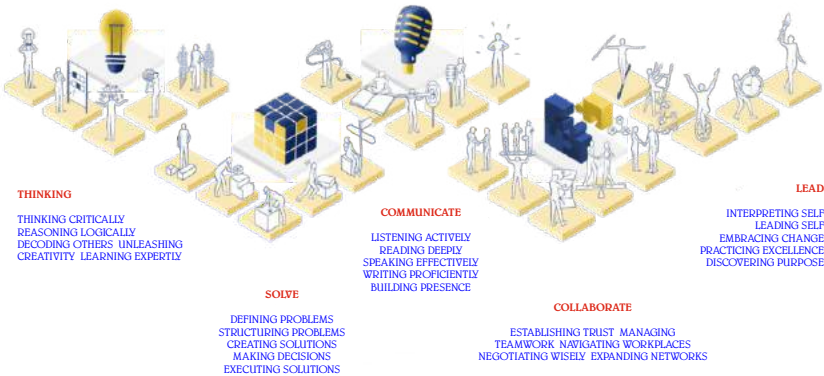 THINKING
THINKING CRITICALLY
REASONING LOGICALLY
DECODING OTHERS UNLEASHING
CREATIVITY LEARNING EXPERTLY
SOLVE
DEFINING PROBLEMS
STRUCTURING PROBLEMS
CREATING SOLUTIONS
MAKING DECISIONS
EXECUTING SOLUTIONS
COMMUNICATE
LISTENING ACTIVELY
READING DEEPLY
SPEAKING EFFECTIVELY
WRITING PROFICIENTLY
BUILDING PRESENCE
COLLABORATE
ESTABLISHING TRUST MANAGING
TEAMWORK NAVIGATING WORKPLACES
NEGOTIATING WISELY EXPANDING NETWORKS
LEAD
INTERPRETING SELF
LEADING SELF
EMBRACING CHANGE
PRACTICING EXCELLENCE
DISCOVERING PURPOSE